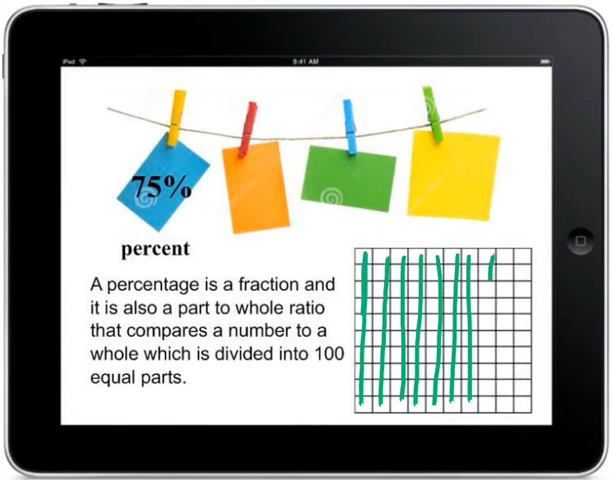 iPad
9:41 AM
75%
percent
A percentage is a fraction and
it is also a part to whole ratio
that compares a number to a
whole which is divided into 100
equal parts.